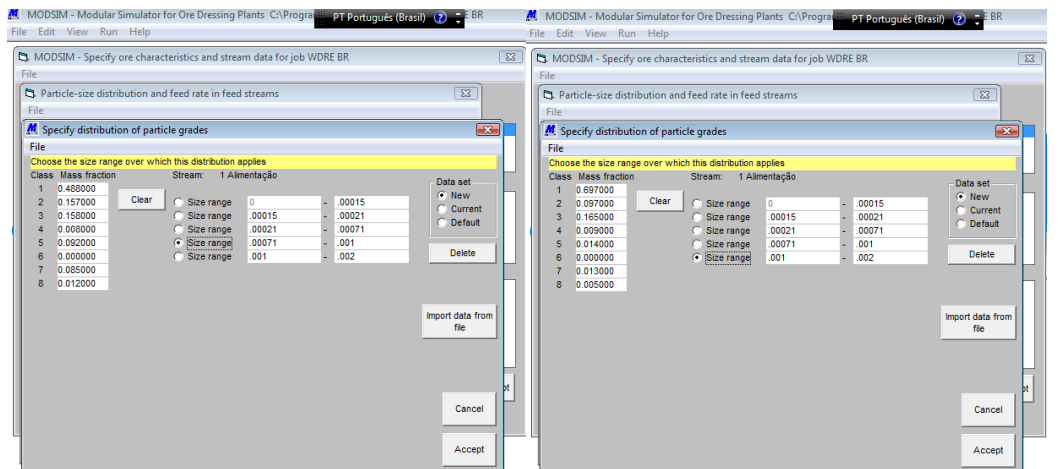 MODSIM - Modular Simulator for Ore Dressing Plants C:\Progra PT Português (Brasil) ? E BR
File Edit View Run Help
MODSIM - Specify ore characteristics and stream data for job WDRE BR
File
Particle-size distribution and feed rate in feed streams
File
Specify distribution of particle grades
File
Choose the size range over which this distribution applies
Class Mass fraction Stream: 1 Alimentação
1 0.488000
2 0.157000 Clear Size range 0 - .00015
3 0.158000 Size range .00015 - .00021
4 0.008000 Size range .00021 - .00071
5 0.092000 Size range .00071 - .001
6 0.000000 Size range .001 - .002
7 0.085000
8 0.012000
Data set
New
Current
Default
Delete
Import data from
file
Cancel
Accept
MODSIM - Modular Simulator for Ore Dressing Plants C:\Progra PT Português (Brasil) ? E BR
File Edit View Run Help
MODSIM - Specify ore characteristics and stream data for job WDRE BR
File
Particle-size distribution and feed rate in feed streams
File
Specify distribution of particle grades
File
Choose the size range over which this distribution applies
Class Mass fraction Stream: 1 Alimentação
1 0.697000
2 0.097000 Clear Size range 0 - .00015
3 0.165000 Size range .00015 - .00021
4 0.009000 Size range .00021 - .00071
5 0.014000 Size range .00071 - .001
6 0.000000 Size range .001 - .002
7 0.013000
8 0.005000
Data set
New
Current
Default
Delete
Import data from
file
Cancel
Accept